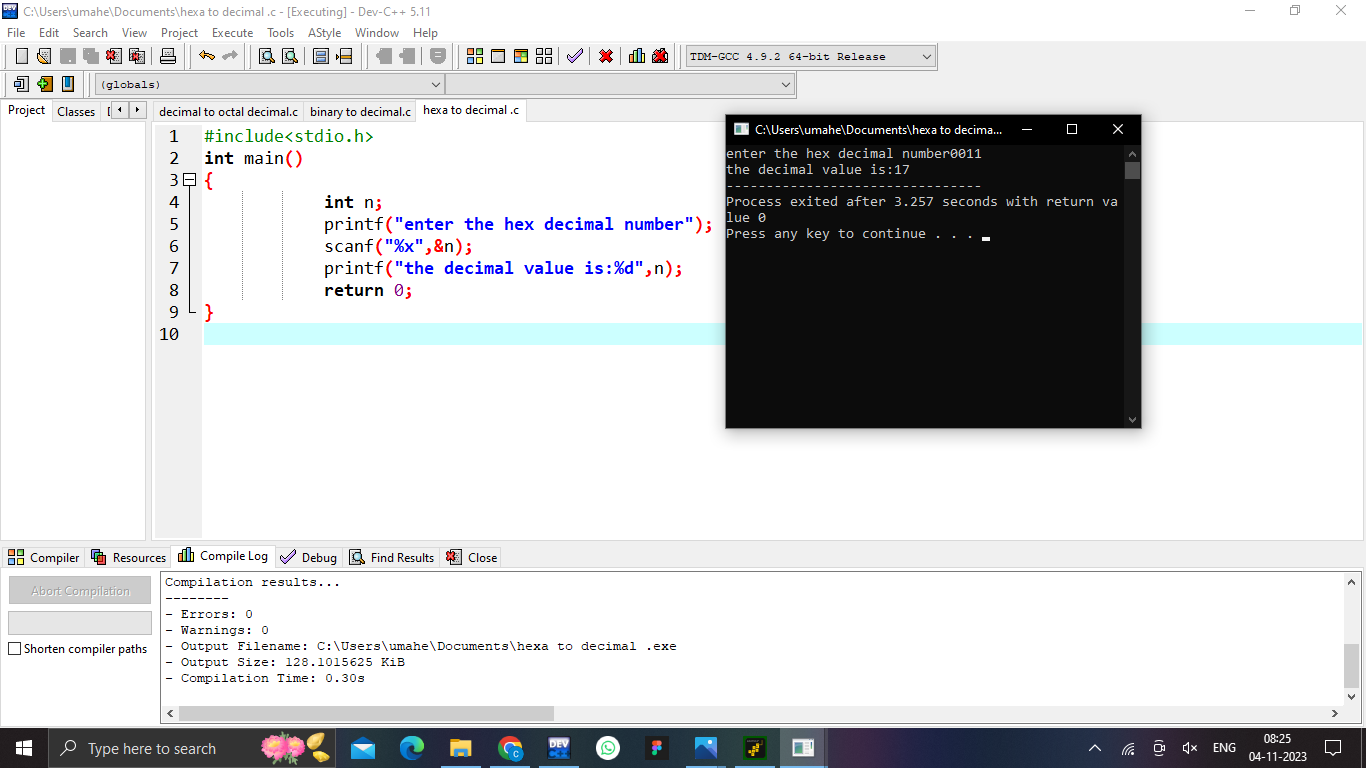 C:\Users\umahe\Documents\hexa to decimal .c - [Executing] - Dev-C++ 5.11
File Edit Search View Project Execute Tools AStyle Window Help
TDM-GCC 4.9.2 64-bit Release
(globals)
Project Classes decimal to octal decimal.c binary to decimal.c hexa to decimal .c
1 #include<stdio.h>
2 int main()
3 {
4 int n;
5 printf("enter the hex decimal number");
6 scanf("%x",&n);
7 printf("the decimal value is:%d",n);
8 return 0;
9 }
10
C:\Users\umahe\Documents\hexa to decima...
enter the hex decimal number0011
the decimal value is:17
--------------------------------
Process exited after 3.257 seconds with return va
lue 0
Press any key to continue . . .
Compiler Resources Compile Log Debug Find Results Close
Abort Compilation
Shorten compiler paths
Compilation results...
--------
- Errors: 0
- Warnings: 0
- Output Filename: C:\Users\umahe\Documents\hexa to decimal .exe
- Output Size: 128.1015625 KiB
- Compilation Time: 0.30s
Type here to search
DEV
ENG
08:25
04-11-2023